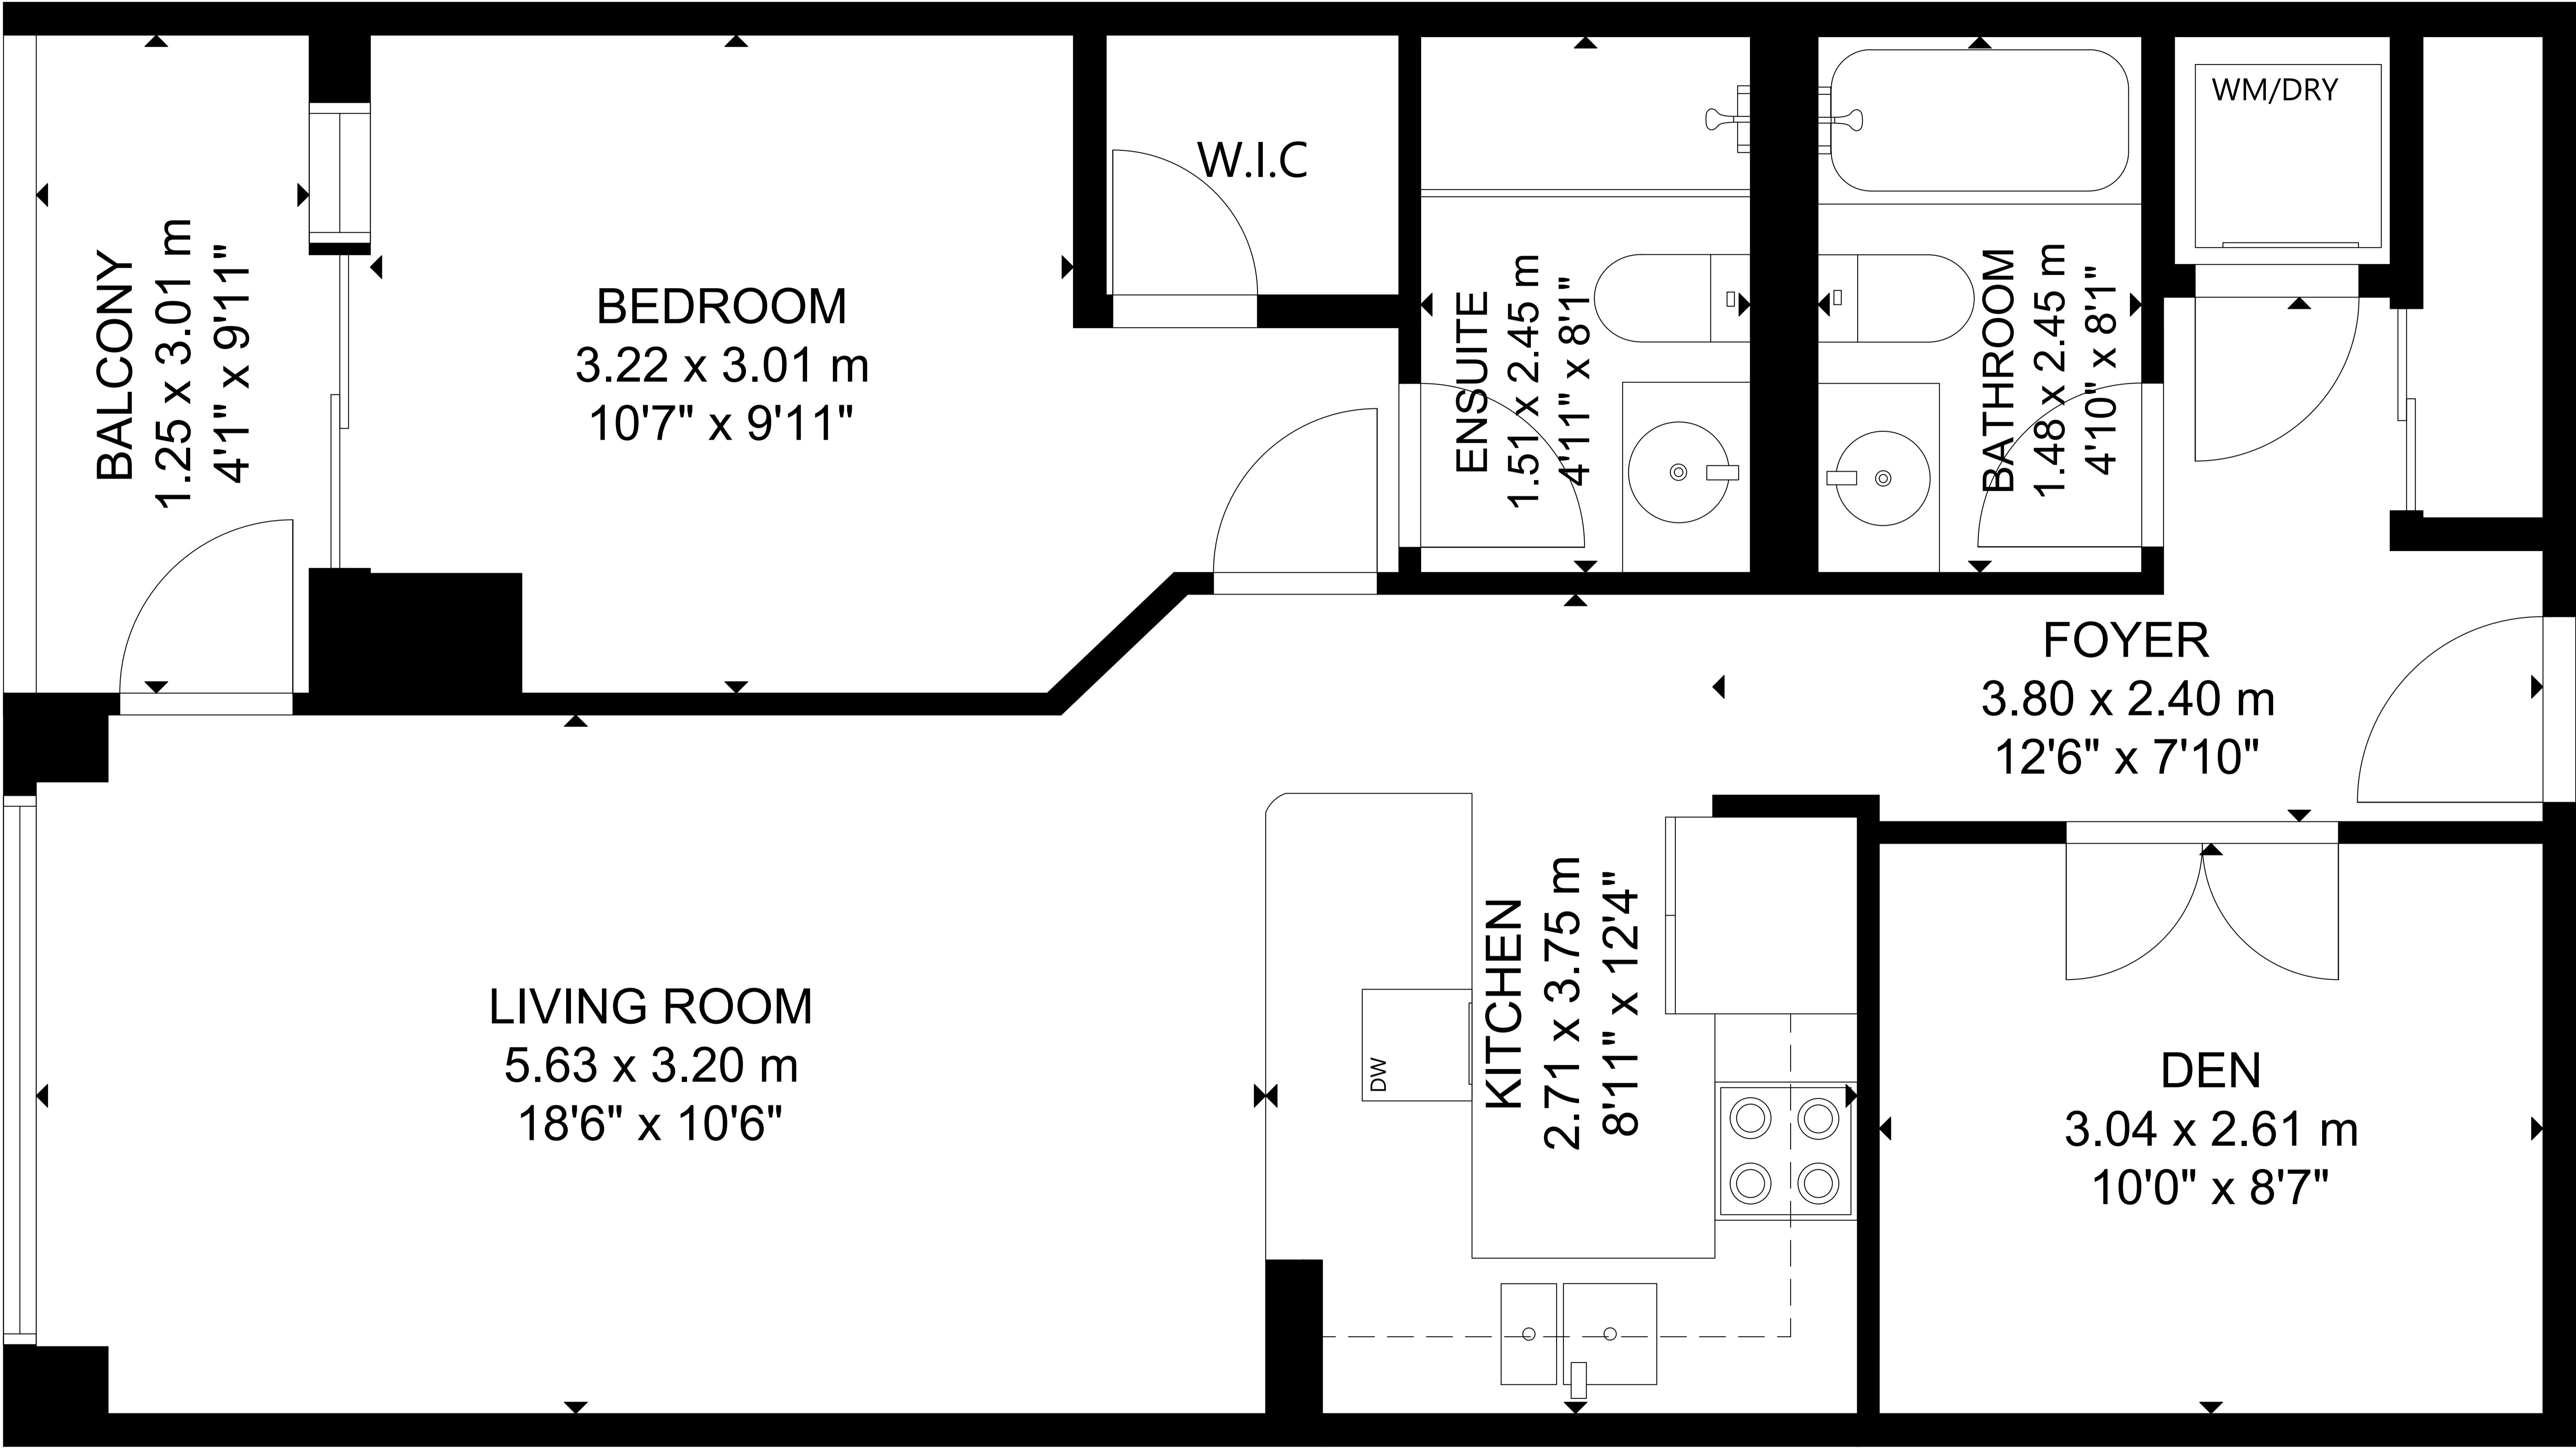 BALCONY
1.25 x 3.01 m
4'1" x 9'11"
BEDROOM
3.22 x 3.01 m
10'7" x 9'11"
W.I.C
ENSUITE
1.51 x 2.45 m
4'11" x 8'1"
BATHROOM
1.48 x 2.45 m
4'10" x 8'1"
WM/DRY
FOYER
3.80 x 2.40 m
12'6" x 7'10"
LIVING ROOM
5.63 x 3.20 m
18'6" x 10'6"
DW
KITCHEN
2.71 x 3.75 m
8'11" x 12'4"
DEN
3.04 x 2.61 m
10'0" x 8'7"